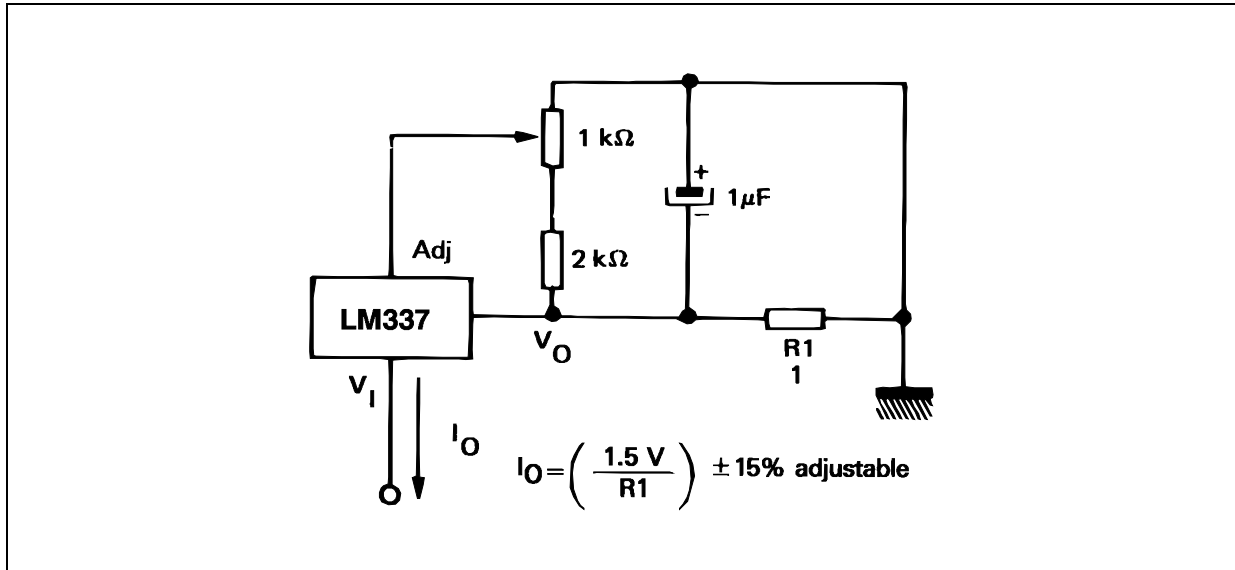 1 kΩ
+
1μF
−
Adj
2 kΩ
LM337
V_O
R1
1
V_I
I_O
I_O = (1.5 V / R1) ± 15% adjustable